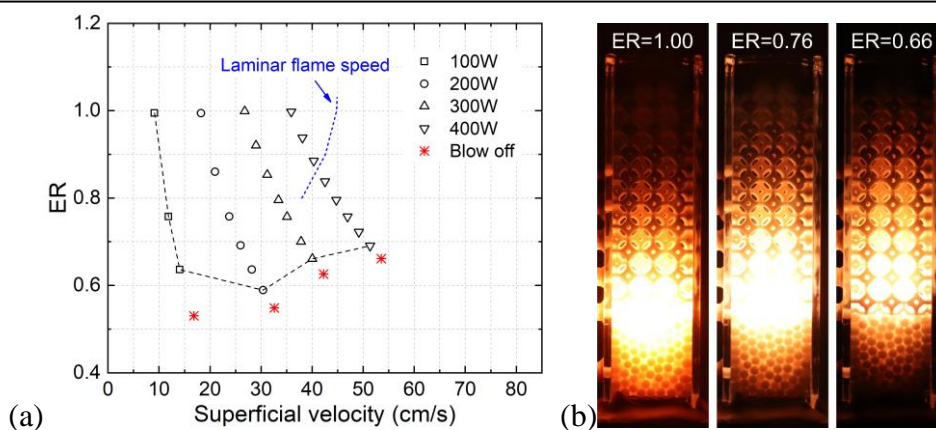 1.2
1.0
0.8
0.6
0.4
ER
0 10 20 30 40 50 60 70 80
Superficial velocity (cm/s)
Laminar flame speed
100W
200W
300W
400W
Blow off
(a)
ER=1.00
ER=0.76
ER=0.66
(b)